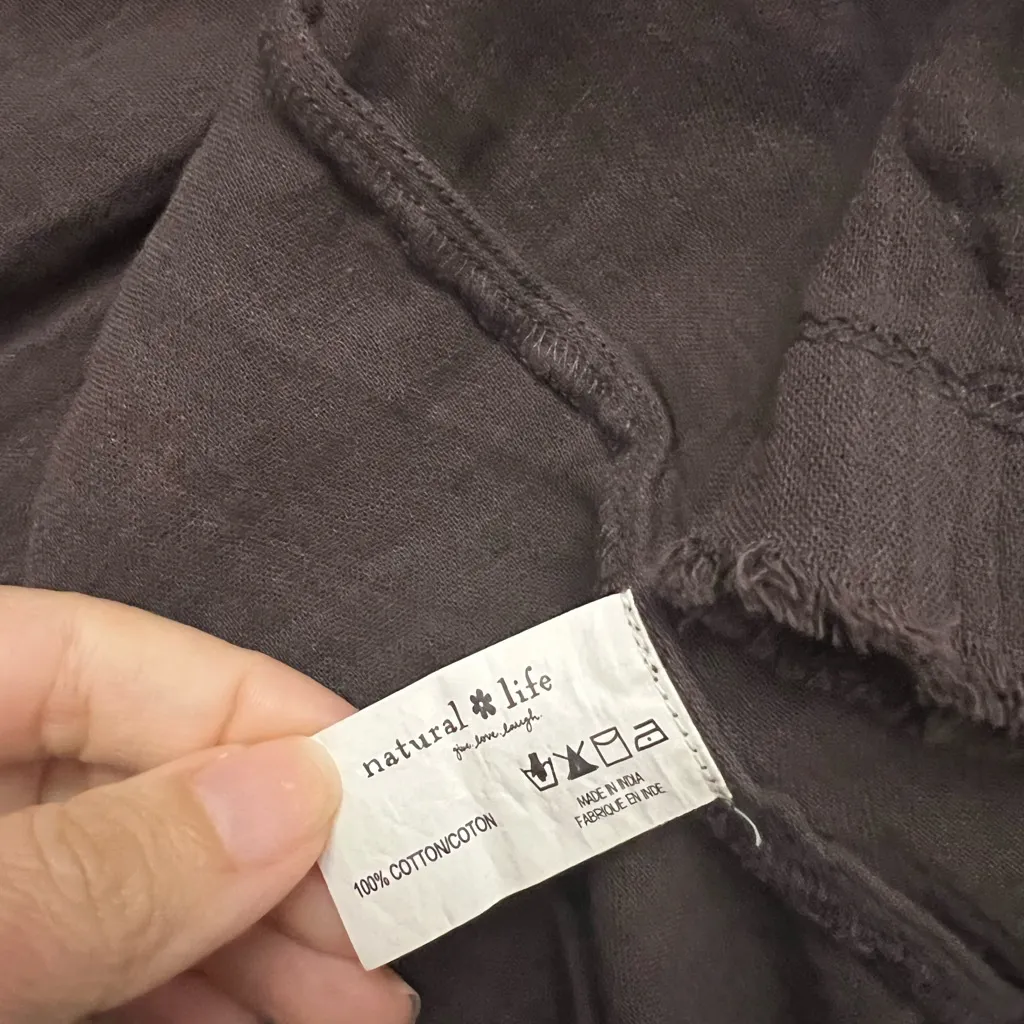 natural life
give. love. laugh.
MADE IN INDIA
FABRIQUE EN INDE
100% COTTON/COTON